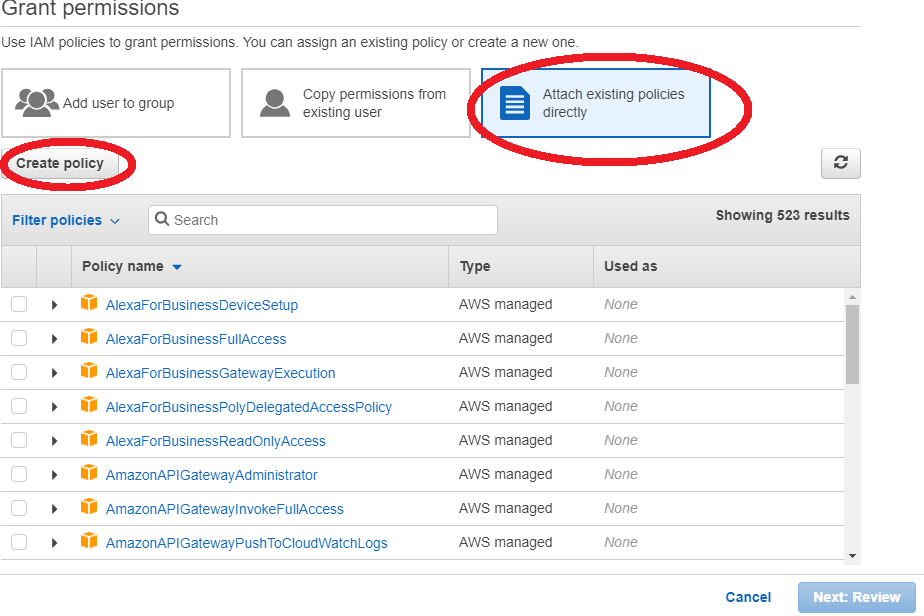 Grant permissions
Use IAM policies to grant permissions. You can assign an existing policy or create a new one.
Add user to group
Copy permissions from
existing user
Attach existing policies
directly
Create policy
Filter policies
Search
Showing 523 results
Policy name Type Used as
AlexaForBusinessDeviceSetup AWS managed None
AlexaForBusinessFullAccess AWS managed None
AlexaForBusinessGatewayExecution AWS managed None
AlexaForBusinessPolyDelegatedAccessPolicy AWS managed None
AlexaForBusinessReadOnlyAccess AWS managed None
AmazonAPIGatewayAdministrator AWS managed None
AmazonAPIGatewayInvokeFullAccess AWS managed None
AmazonAPIGatewayPushToCloudWatchLogs AWS managed None
Cancel Next: Review